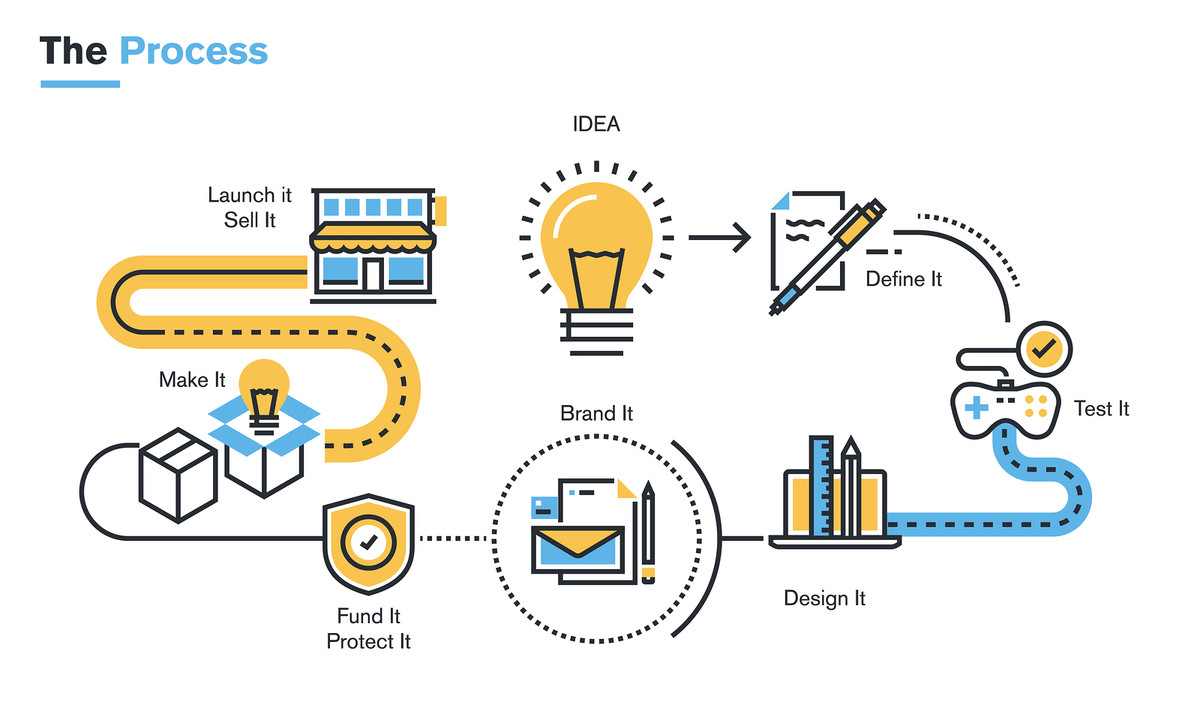 The Process
IDEA
Launch it
Sell It
Define It
Test It
Make It
Brand It
Design It
Fund It
Protect It